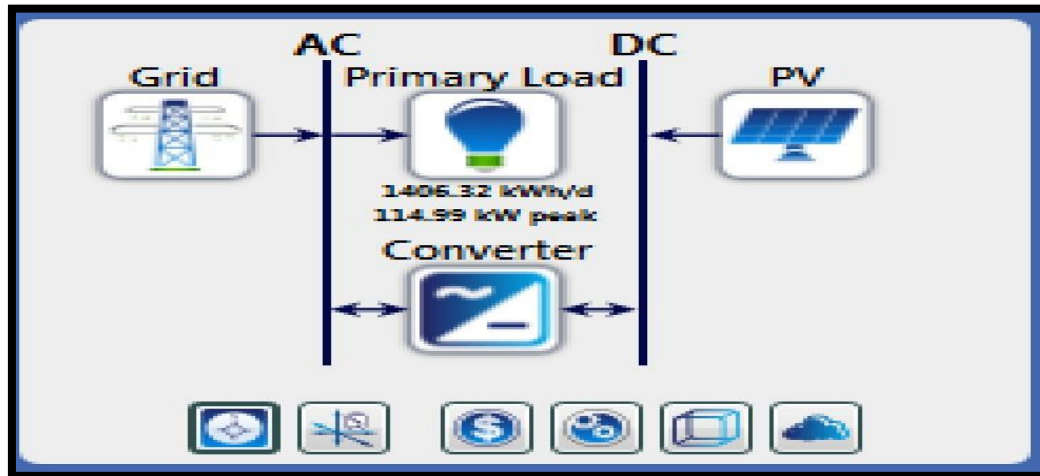 AC DC
Grid Primary Load PV
1406.32 kWh/d
114.99 kW peak
Converter